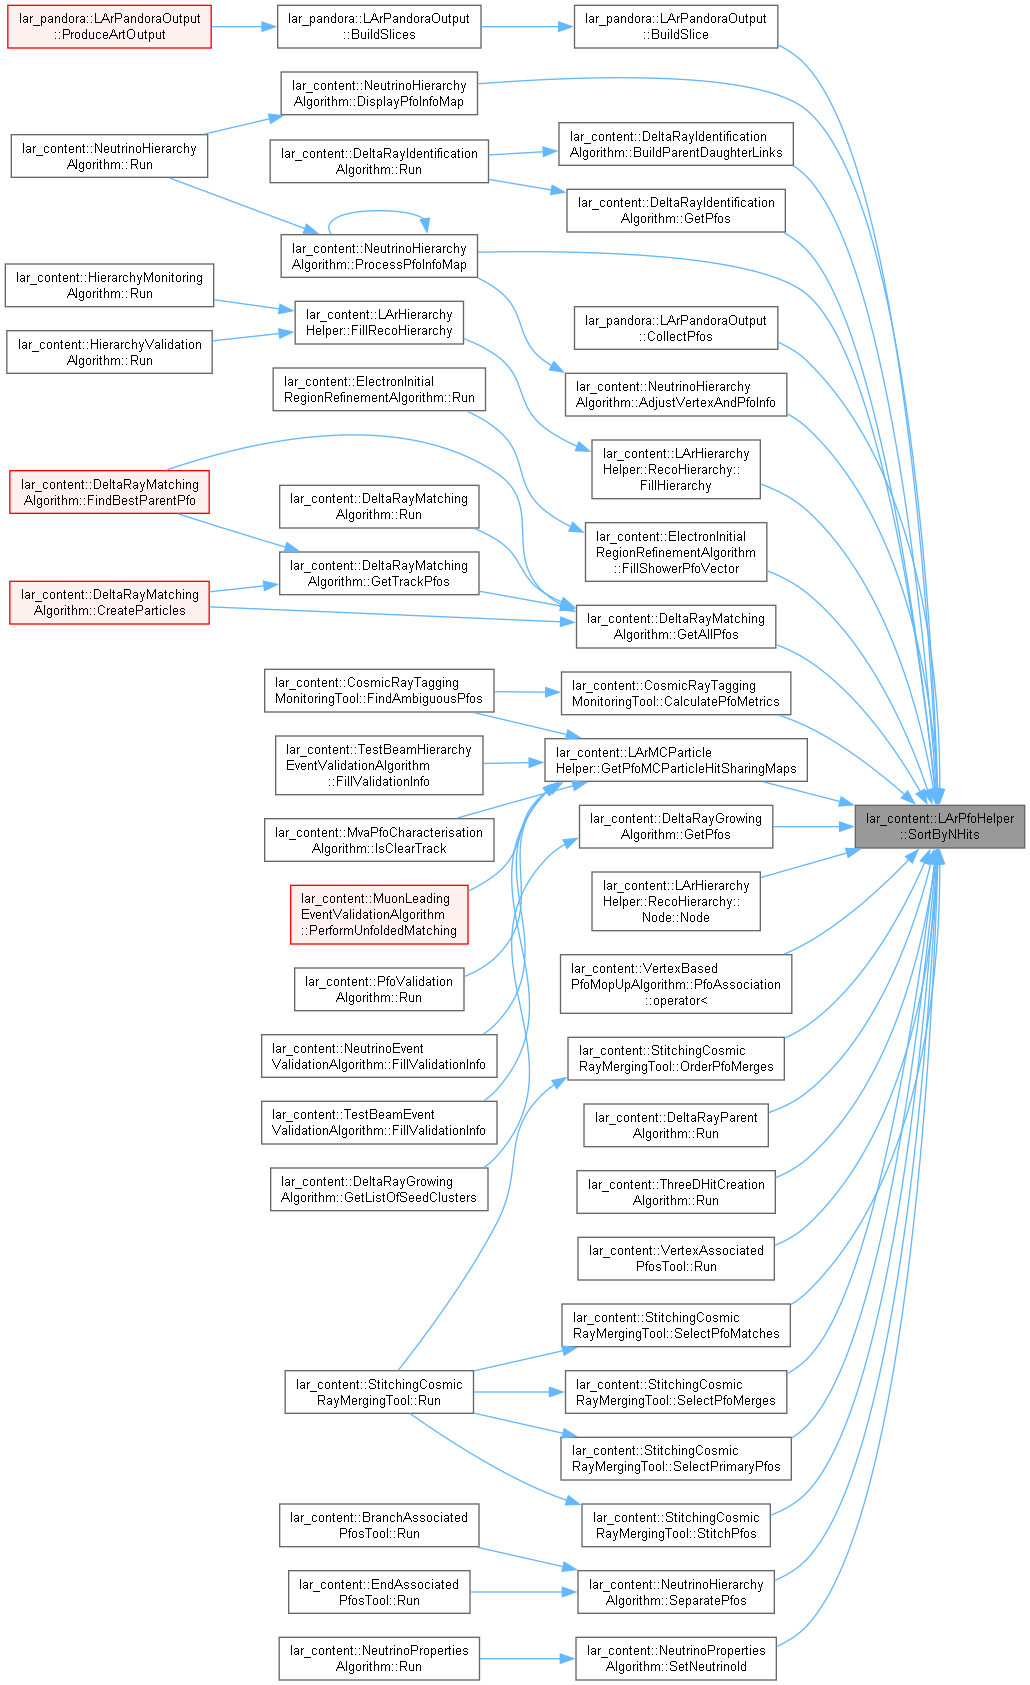 lar_pandora::LArPandoraOutput
::ProduceArtOutput
lar_pandora::LArPandoraOutput
::BuildSlices
lar_pandora::LArPandoraOutput
::BuildSlice
lar_content::NeutrinoHierarchy
Algorithm::DisplayPfoInfoMap
lar_content::NeutrinoHierarchy
Algorithm::Run
lar_content::DeltaRayIdentification
Algorithm::Run
lar_content::DeltaRayIdentification
Algorithm::BuildParentDaughterLinks
lar_content::DeltaRayIdentification
Algorithm::GetPfos
lar_content::NeutrinoHierarchy
Algorithm::ProcessPfoInfoMap
lar_content::HierarchyMonitoring
Algorithm::Run
lar_content::LArHierarchy
Helper::FillRecoHierarchy
lar_pandora::LArPandoraOutput
::CollectPfos
lar_content::HierarchyValidation
Algorithm::Run
lar_content::ElectronInitial
RegionRefinementAlgorithm::Run
lar_content::NeutrinoHierarchy
Algorithm::AdjustVertexAndPfoInfo
lar_content::LArHierarchy
Helper::RecoHierarchy::
FillHierarchy
lar_content::DeltaRayMatching
Algorithm::FindBestParentPfo
lar_content::DeltaRayMatching
Algorithm::Run
lar_content::ElectronInitial
RegionRefinementAlgorithm
::FillShowerPfoVector
lar_content::DeltaRayMatching
Algorithm::GetTrackPfos
lar_content::DeltaRayMatching
Algorithm::CreateParticles
lar_content::DeltaRayMatching
Algorithm::GetAllPfos
lar_content::CosmicRayTagging
MonitoringTool::FindAmbiguousPfos
lar_content::CosmicRayTagging
MonitoringTool::CalculatePfoMetrics
lar_content::TestBeamHierarchy
EventValidationAlgorithm
::FillValidationInfo
lar_content::LArMCParticle
Helper::GetPfoMCParticleHitSharingMaps
lar_content::MvaPfoCharacterisation
Algorithm::IsClearTrack
lar_content::DeltaRayGrowing
Algorithm::GetPfos
lar_content::LArPfoHelper
::SortByNHits
lar_content::MuonLeading
EventValidationAlgorithm
::PerformUnfoldedMatching
lar_content::LArHierarchy
Helper::RecoHierarchy::
Node::Node
lar_content::PfoValidation
Algorithm::Run
lar_content::VertexBased
PfoMopUpAlgorithm::PfoAssociation
::operator<
lar_content::NeutrinoEvent
ValidationAlgorithm::FillValidationInfo
lar_content::StitchingCosmic
RayMergingTool::OrderPfoMerges
lar_content::TestBeamEvent
ValidationAlgorithm::FillValidationInfo
lar_content::DeltaRayParent
Algorithm::Run
lar_content::DeltaRayGrowing
Algorithm::GetListOfSeedClusters
lar_content::ThreeDHitCreation
Algorithm::Run
lar_content::VertexAssociated
PfosTool::Run
lar_content::StitchingCosmic
RayMergingTool::SelectPfoMatches
lar_content::StitchingCosmic
RayMergingTool::Run
lar_content::StitchingCosmic
RayMergingTool::SelectPfoMerges
lar_content::StitchingCosmic
RayMergingTool::SelectPrimaryPfos
lar_content::BranchAssociated
PfosTool::Run
lar_content::StitchingCosmic
RayMergingTool::StitchPfos
lar_content::EndAssociated
PfosTool::Run
lar_content::NeutrinoHierarchy
Algorithm::SeparatePfos
lar_content::NeutrinoProperties
Algorithm::Run
lar_content::NeutrinoProperties
Algorithm::SetNeutrinoId